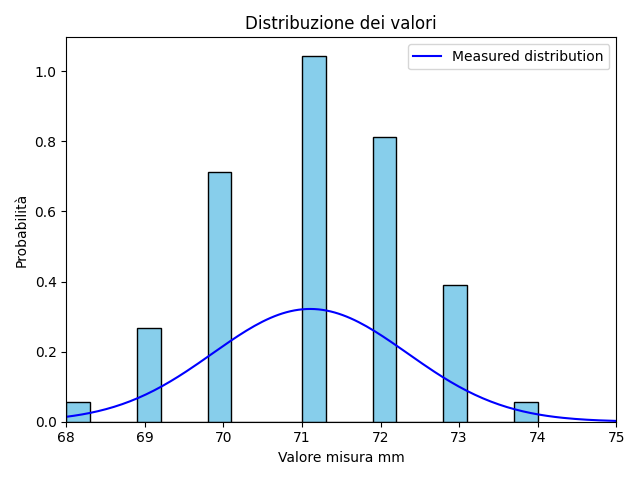 Distribuzione dei valori
Measured distribution
1.0
0.8
0.6
0.4
0.2
0.0
Probabilità
68 69 70 71 72 73 74 75
Valore misura mm